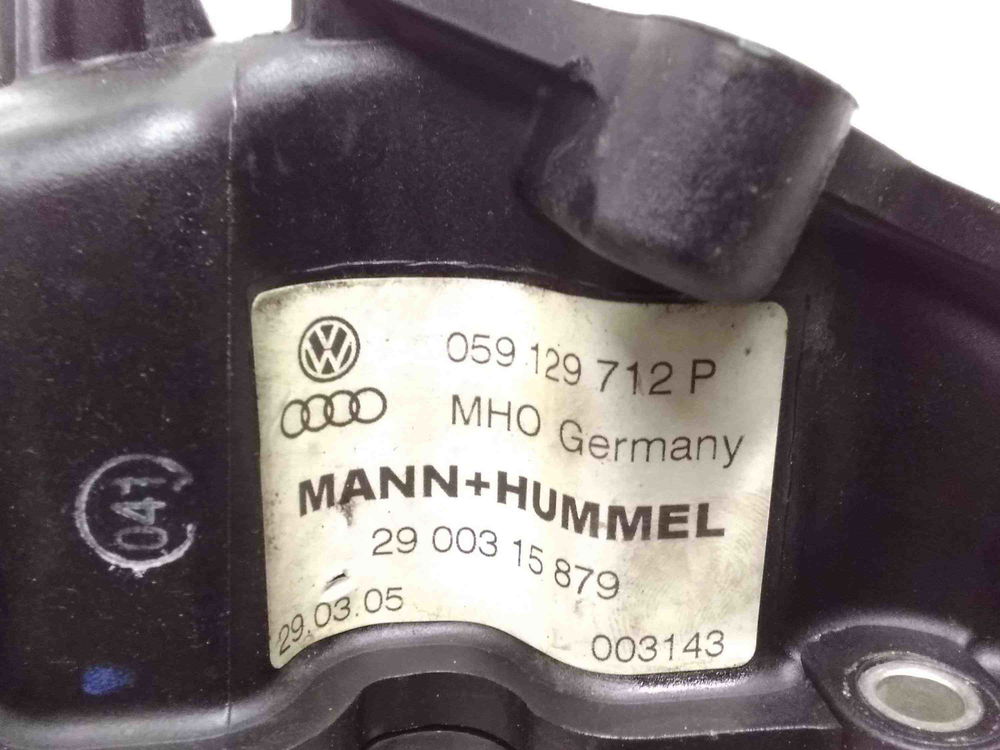 059 129 712 P
MHO Germany
MANN+HUMMEL
29 003 15 879
29.03.05
003143
041